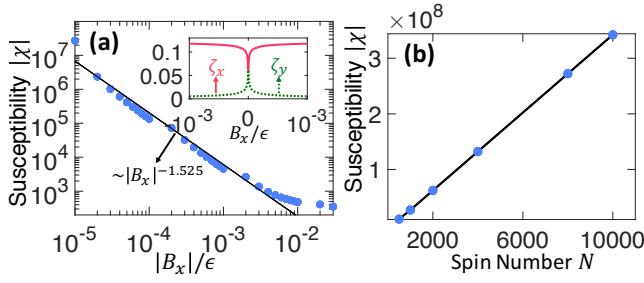 (a)
Susceptibility |χ|
10^7
10^6
10^5
10^4
10^3
10^-5
10^-4
10^-3
10^-2
|B_x|/ϵ
~|B_x|^-1.525
0.1
0.05
0
ζ_x
ζ_y
10^-3
0
10^-3
B_x/ϵ
(b)
×10^8
Susceptibility |χ|
3
2
1
2000
6000
10000
Spin Number N